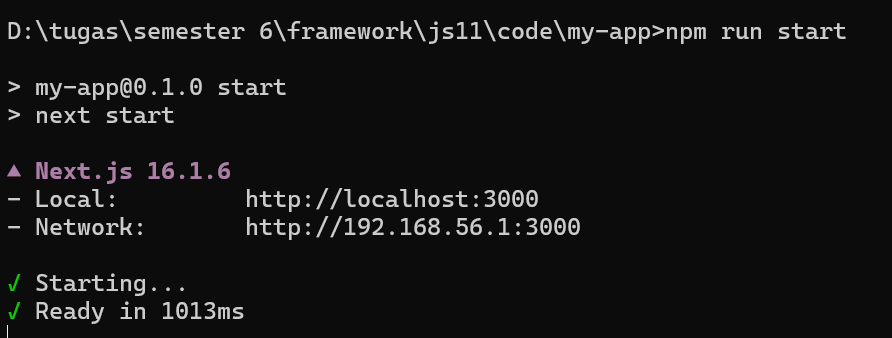 D:\tugas\semester 6\framework\js11\code\my-app>npm run start
> my-app@0.1.0 start
> next start
▲ Next.js 16.1.6
- Local: http://localhost:3000
- Network: http://192.168.56.1:3000
✓ Starting...
✓ Ready in 1013ms